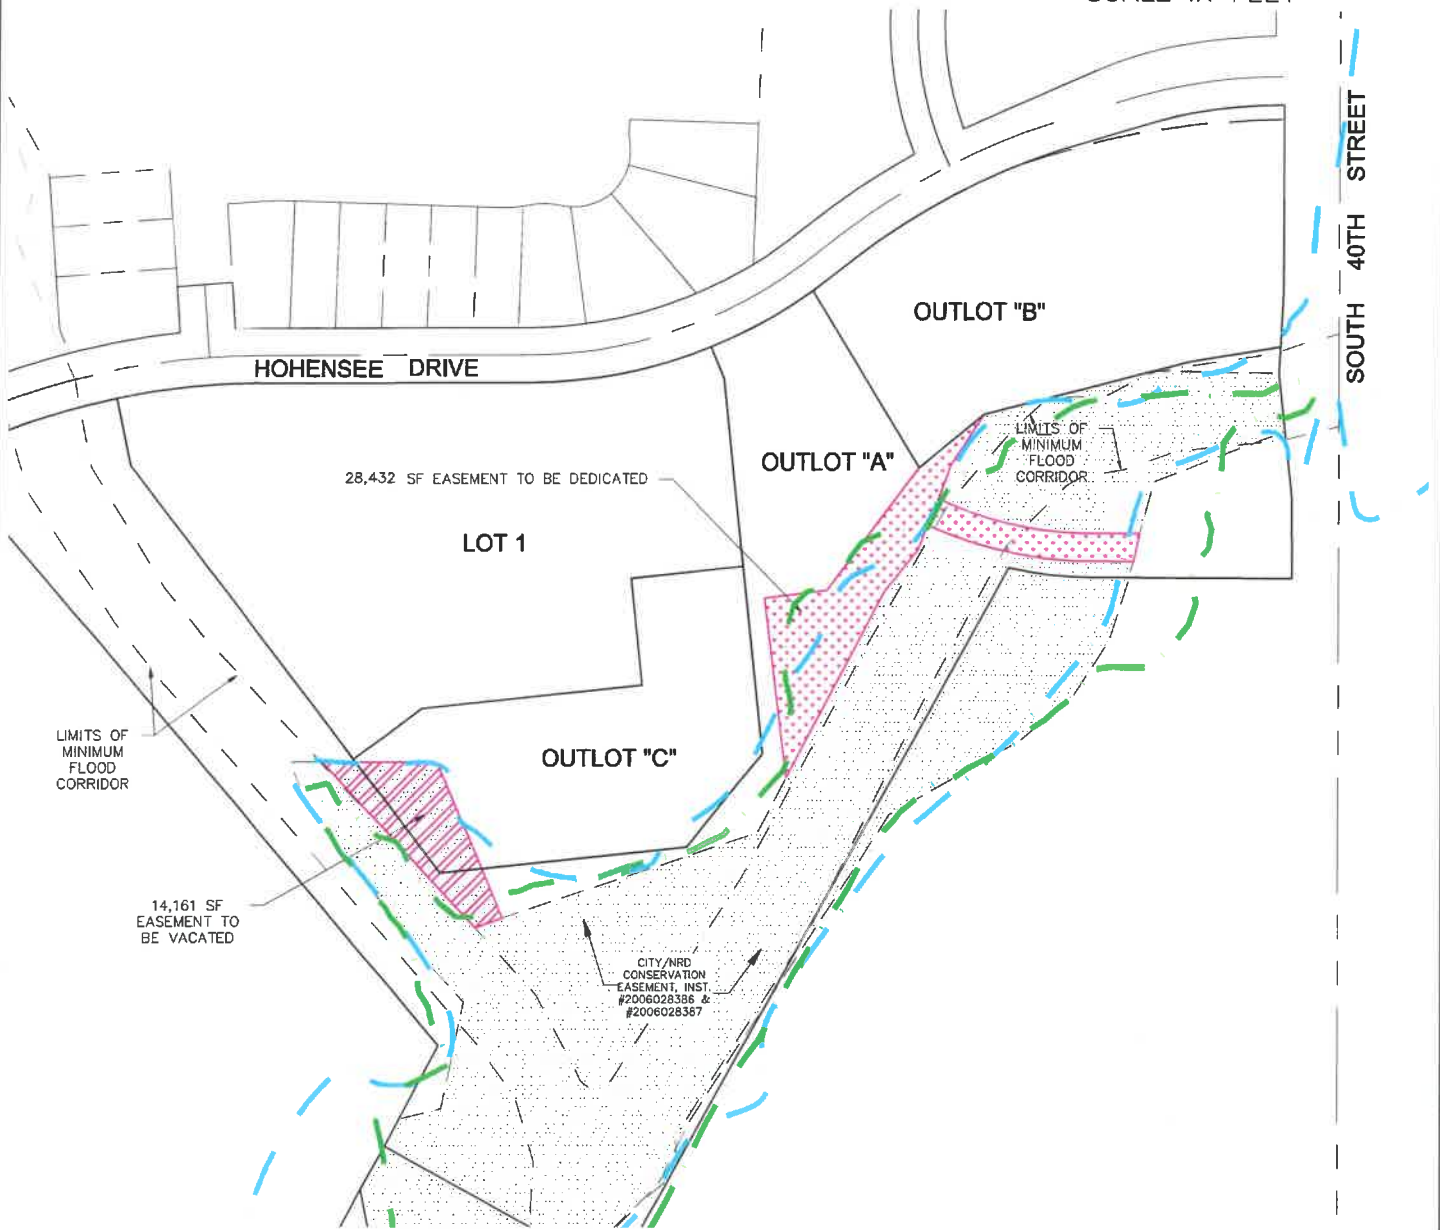 SOUTH 40TH STREET
OUTLOT "B"
HOHENSEE DRIVE
LIMITS OF
MINIMUM
FLOOD
CORRIDOR
OUTLOT "A"
28,432 SF EASEMENT TO BE DEDICATED
LOT 1
LIMITS OF
MINIMUM
FLOOD
CORRIDOR
OUTLOT "C"
14,161 SF
EASEMENT TO
BE VACATED
CITY/NRD
CONSERVATION
EASEMENT, INST.
#2006028386 &
#2006028387